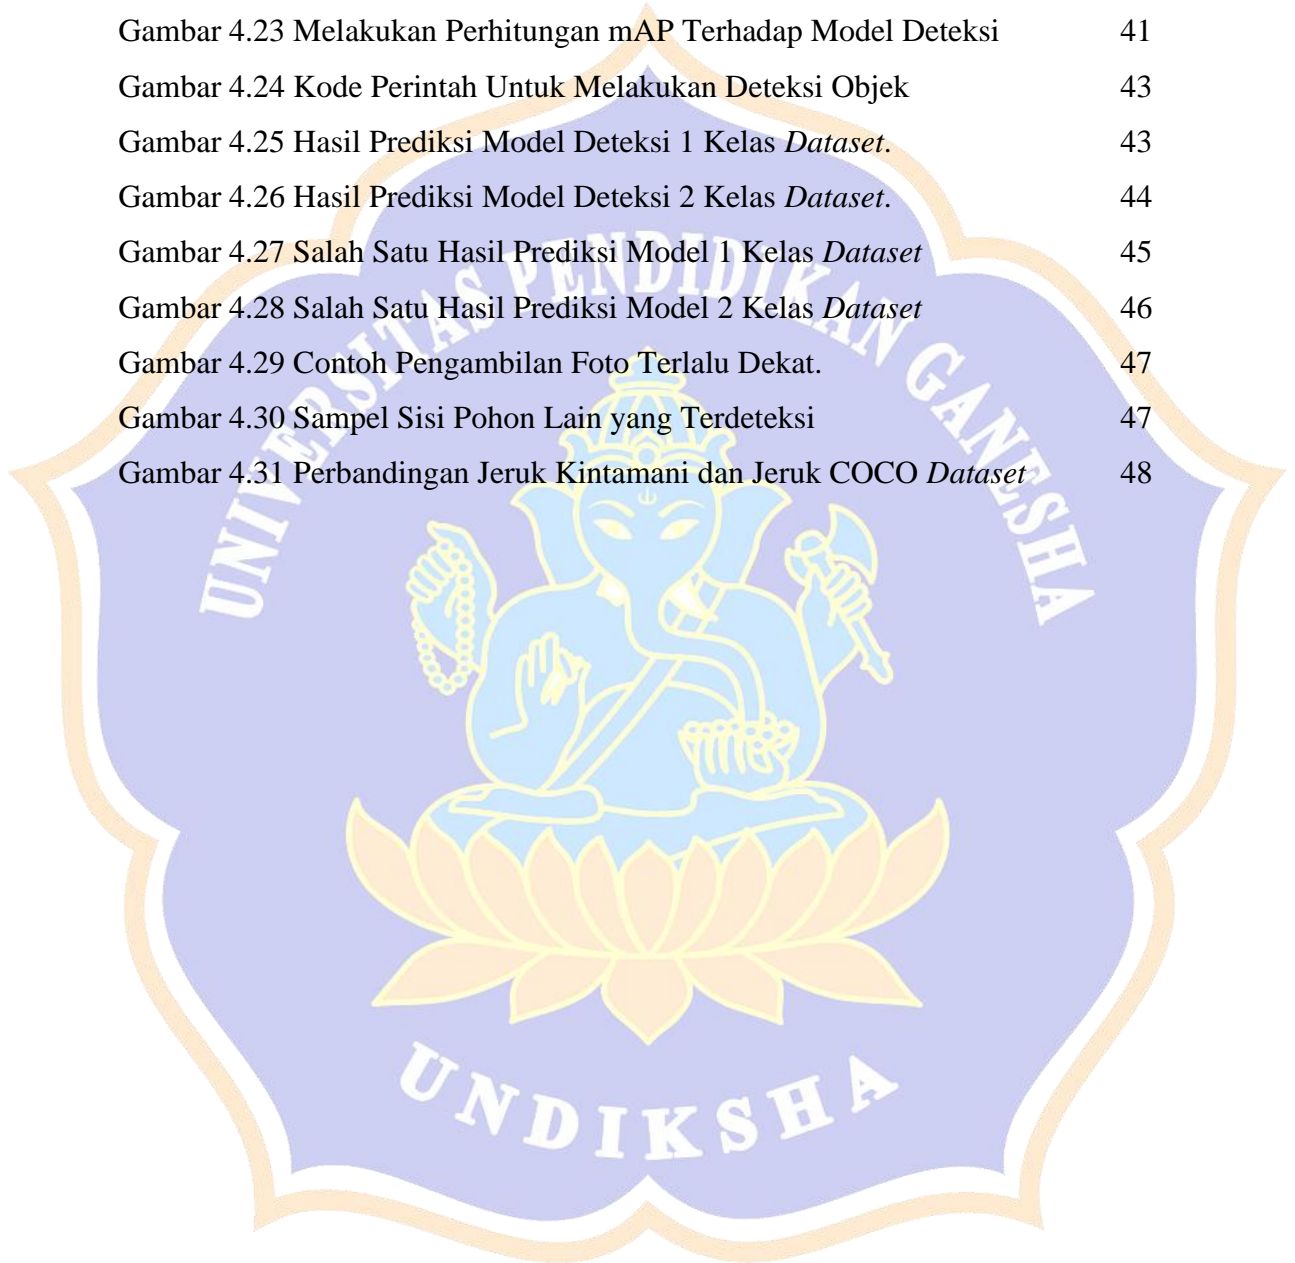 Gambar 4.23 Melakukan Perhitungan mAP Terhadap Model Deteksi 41
Gambar 4.24 Kode Perintah Untuk Melakukan Deteksi Objek 43
Gambar 4.25 Hasil Prediksi Model Deteksi 1 Kelas Dataset. 43
Gambar 4.26 Hasil Prediksi Model Deteksi 2 Kelas Dataset. 44
Gambar 4.27 Salah Satu Hasil Prediksi Model 1 Kelas Dataset 45
Gambar 4.28 Salah Satu Hasil Prediksi Model 2 Kelas Dataset 46
Gambar 4.29 Contoh Pengambilan Foto Terlalu Dekat. 47
Gambar 4.30 Sampel Sisi Pohon Lain yang Terdeteksi 47
Gambar 4.31 Perbandingan Jeruk Kintamani dan Jeruk COCO Dataset 48
UNIVERSITAS PENDIDIKAN GANESHA
UNDIKSHA